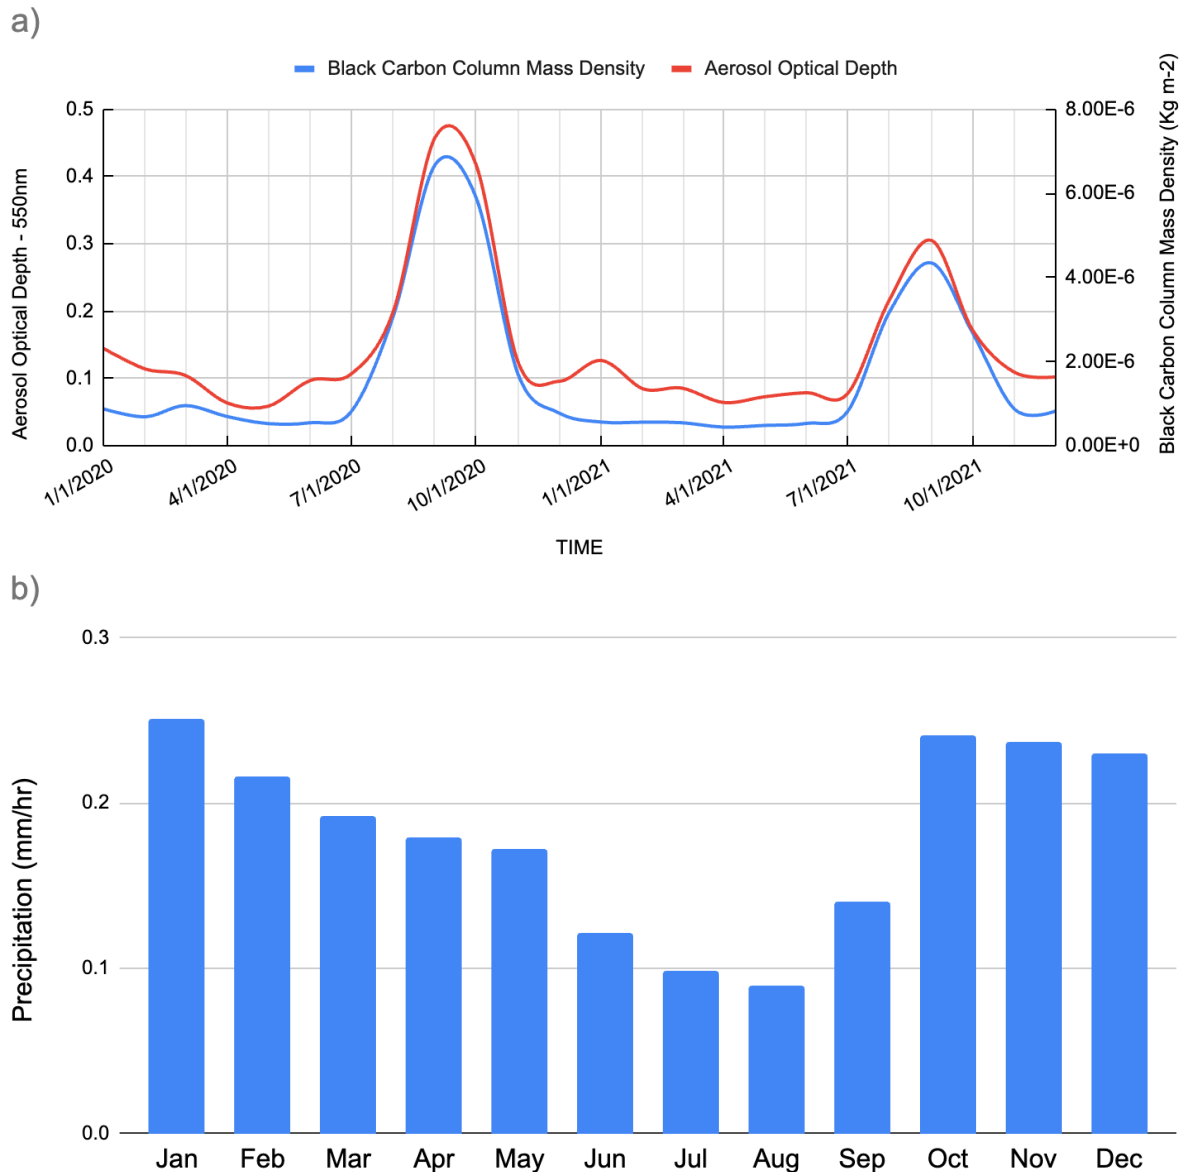 a)
Black Carbon Column Mass Density Aerosol Optical Depth
Aerosol Optical Depth - 550nm
0.5
0.4
0.3
0.2
0.1
0.0
8.00E-6
6.00E-6
4.00E-6
2.00E-6
0.00E+0
Black Carbon Column Mass Density (Kg m-2)
1/1/2020 4/1/2020 7/1/2020 10/1/2020 1/1/2021 4/1/2021 7/1/2021 10/1/2021
TIME
b)
Precipitation (mm/hr)
0.3
0.2
0.1
0.0
Jan Feb Mar Apr May Jun Jul Aug Sep Oct Nov Dec